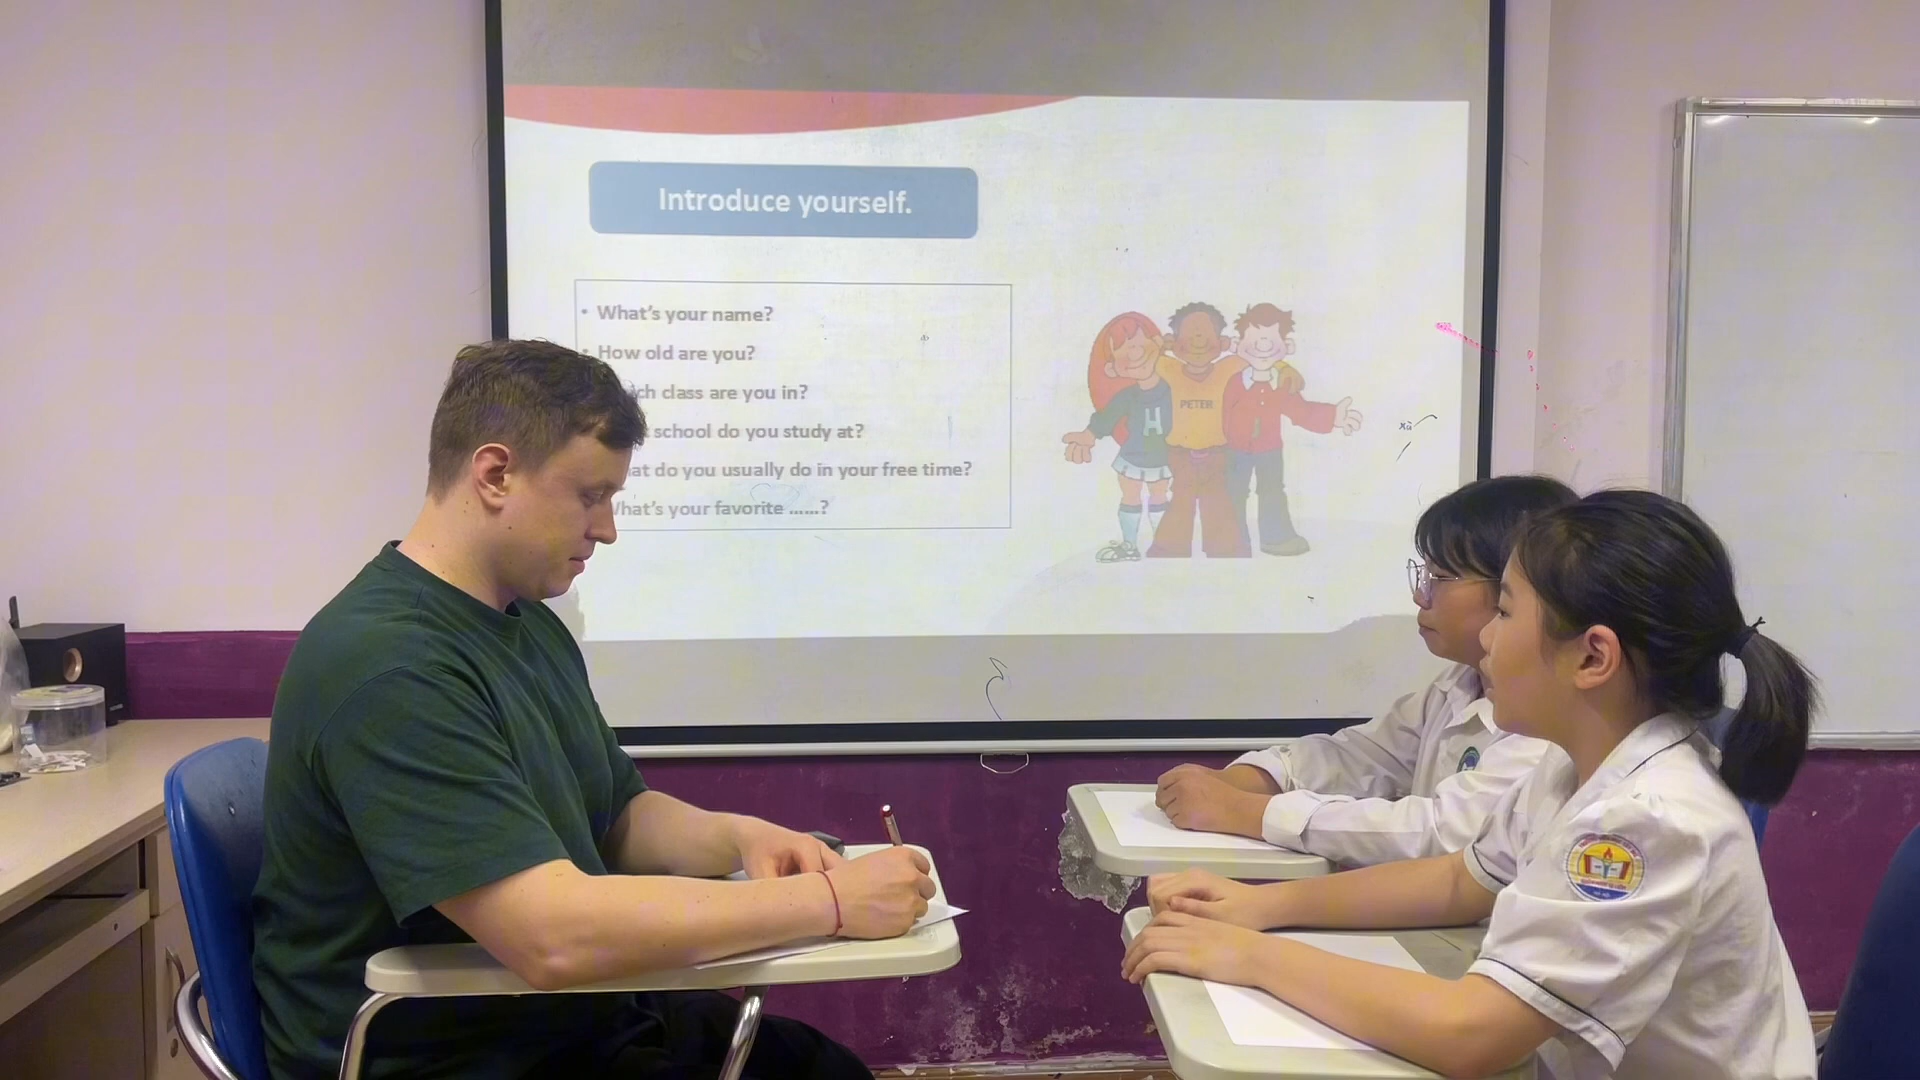 Introduce yourself.
• What's your name?
• How old are you?
class are you in?
school do you study at?
do you usually do in your free time?
What's your favorite ......?
H
PETER
xù